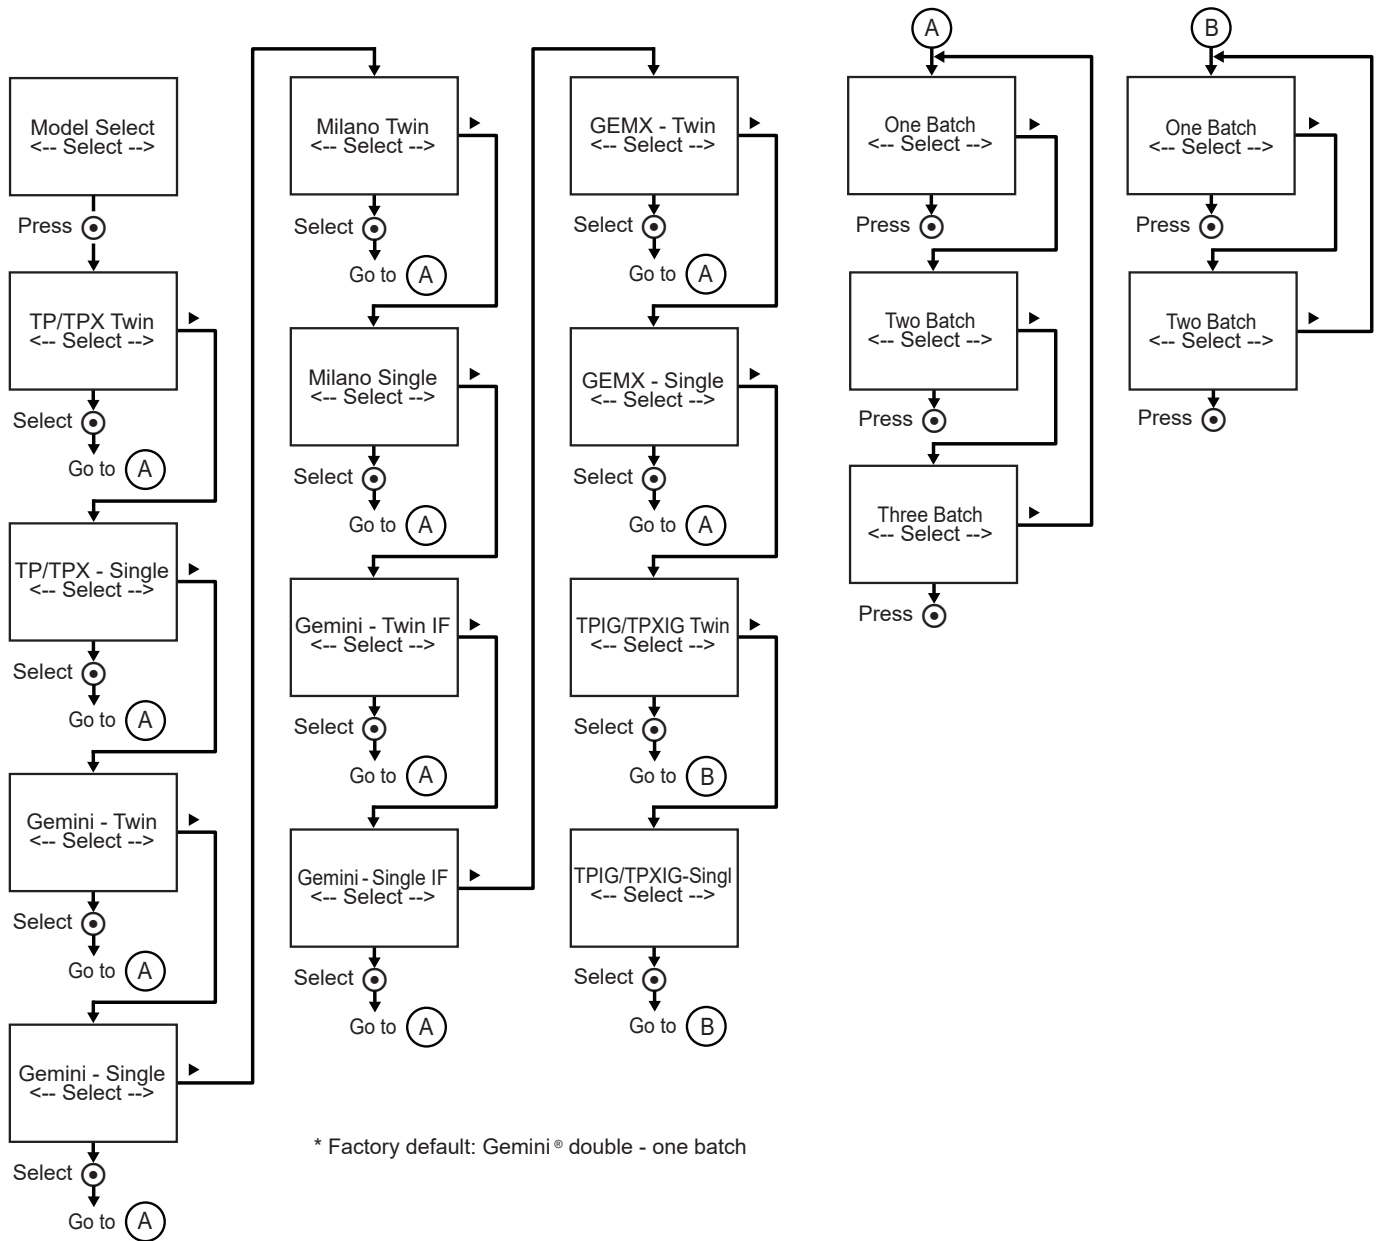 Model Select
<-- Select -->
Press
TP/TPX Twin
<-- Select -->
Select
Go to A
TP/TPX - Single
<-- Select -->
Select
Go to A
Gemini - Twin
<-- Select -->
Select
Go to A
Gemini - Single
<-- Select -->
Select
Go to A
Milano Twin
<-- Select -->
Select
Go to A
Milano Single
<-- Select -->
Select
Go to A
Gemini - Twin IF
<-- Select -->
Select
Go to A
Gemini - Single IF
<-- Select -->
Select
Go to A
GEMX - Twin
<-- Select -->
Select
Go to A
GEMX - Single
<-- Select -->
Select
Go to A
TPIG/TPXIG Twin
<-- Select -->
Select
Go to B
TPIG/TPXIG-Singl
<-- Select -->
Select
Go to B
A
One Batch
<-- Select -->
Press
Two Batch
<-- Select -->
Press
Three Batch
<-- Select -->
Press
B
One Batch
<-- Select -->
Press
Two Batch
<-- Select -->
Press
* Factory default: Gemini® double - one batch